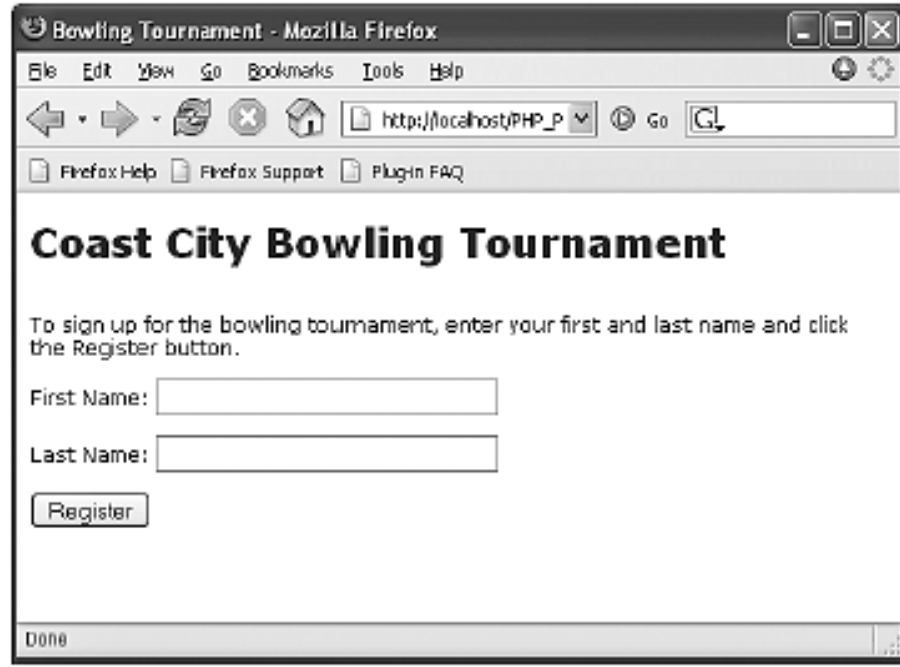 Bowling Tournament - Mozilla Firefox
File Edit View Go Bookmarks Tools Help
http://localhost/PHP_P Go G
Firefox Help Firefox Support Plug-in FAQ
Coast City Bowling Tournament
To sign up for the bowling tournament, enter your first and last name and click
the Register button.
First Name:
Last Name:
Register
Done